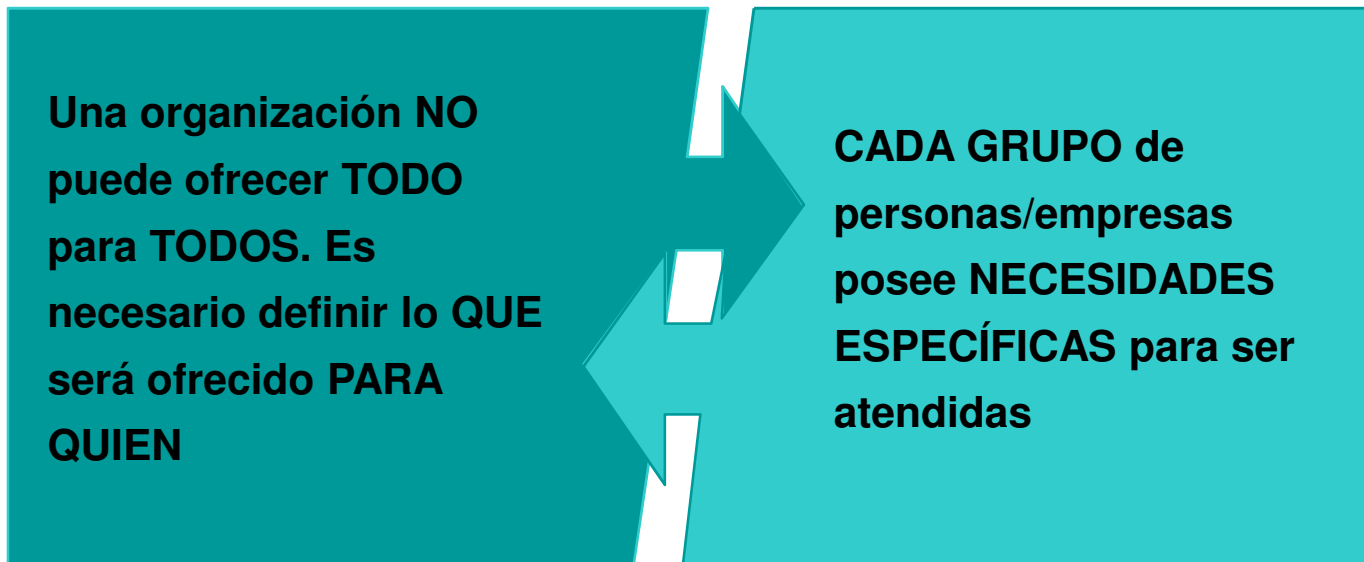 Una organización NO
puede ofrecer TODO
para TODOS. Es
necesario definir lo QUE
será ofrecido PARA
QUIEN
CADA GRUPO de
personas/empresas
posee NECESIDADES
ESPECÍFICAS para ser
atendidas